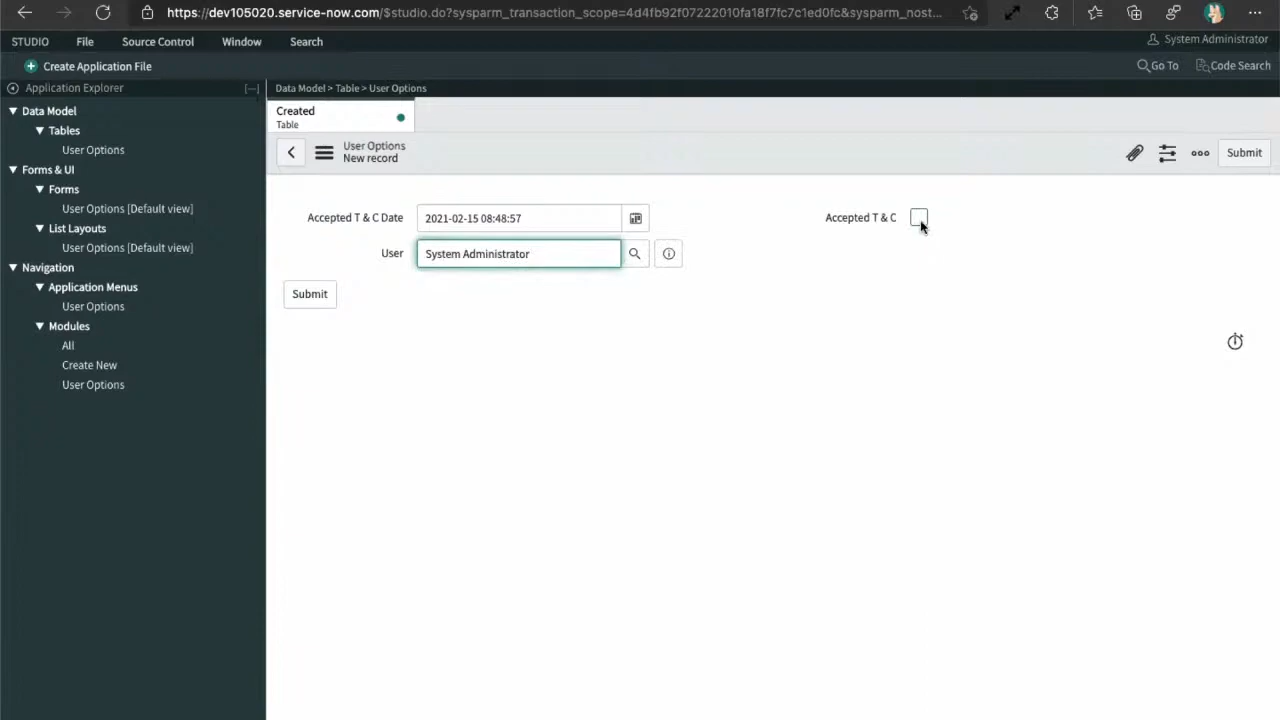 https://dev105020.service-now.com/$studio.do?sysparm_transaction_scope=4d4fb92f07222010fa18f7fc7c1ed0fc&sysparm_nost...
STUDIO File Source Control Window Search System Administrator
Create Application File Go To Code Search
Application Explorer [—] Data Model > Table > User Options
Data Model
Tables
User Options
Forms & UI
Forms
User Options [Default view]
List Layouts
User Options [Default view]
Navigation
Application Menus
User Options
Modules
All
Create New
User Options
Created
Table
User Options
New record
Submit
Accepted T & C Date 2021-02-15 08:48:57 Accepted T & C
User System Administrator
Submit